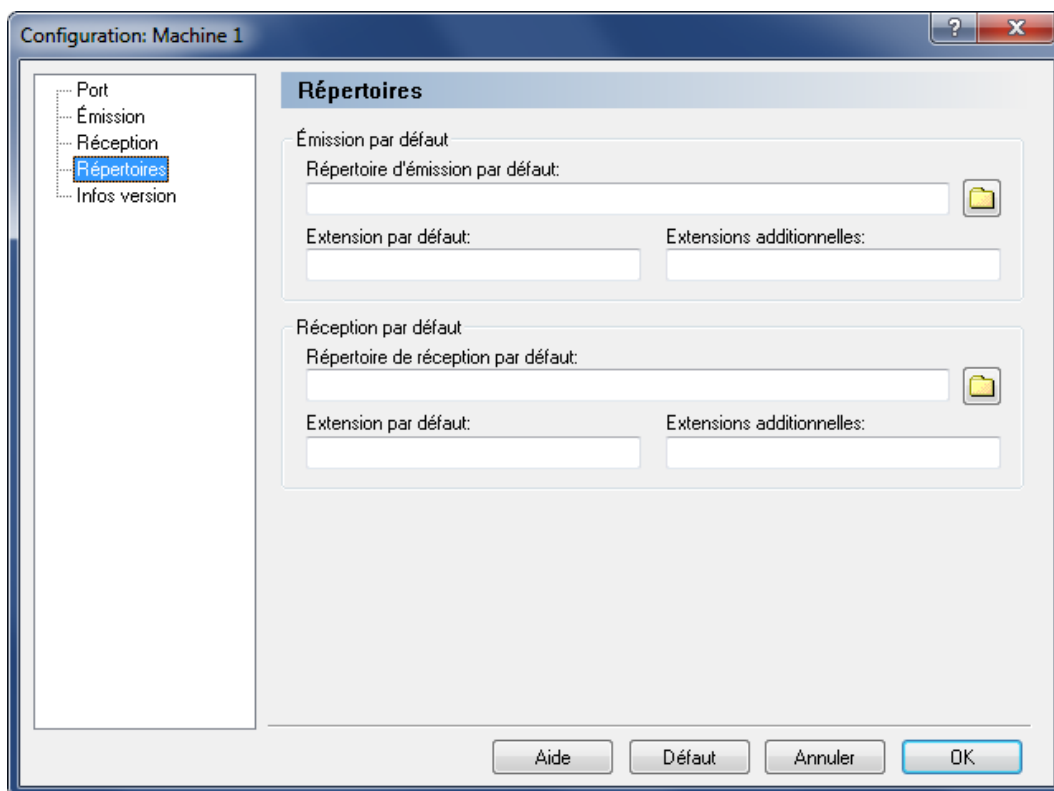 Configuration: Machine 1
?
Port
Émission
Réception
Répertoires
Infos version
Répertoires
Émission par défaut
Répertoire d'émission par défaut:
Extension par défaut: Extensions additionnelles:
Réception par défaut
Répertoire de réception par défaut:
Extension par défaut: Extensions additionnelles:
Aide Défaut Annuler OK